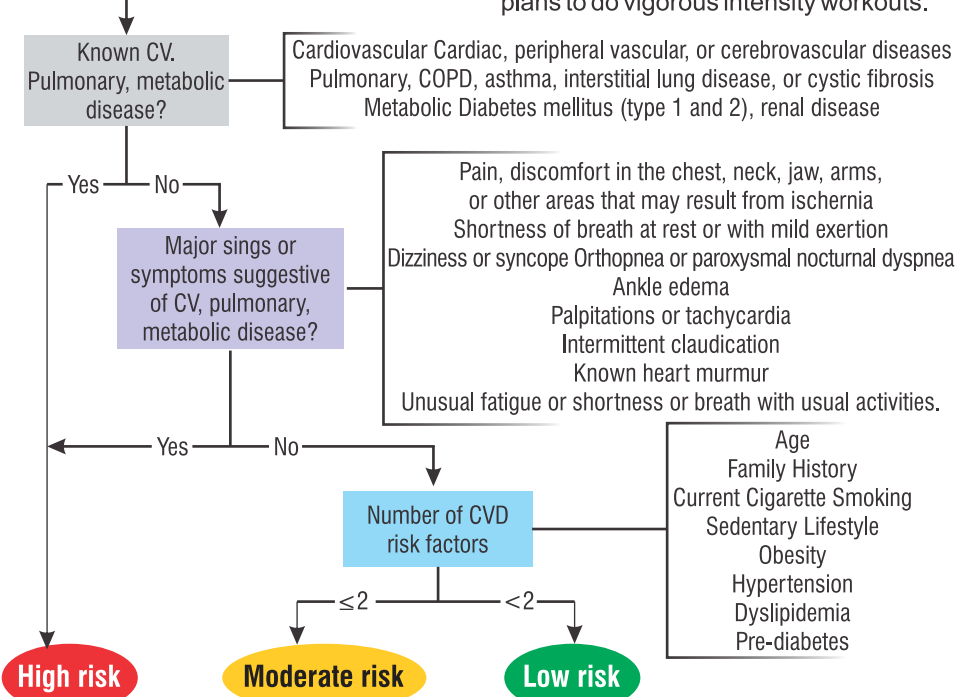 plans to do vigorous intensity workouts.
Known CV.
Pulmonary, metabolic
disease?
Cardiovascular Cardiac, peripheral vascular, or cerebrovascular diseases
Pulmonary, COPD, asthma, interstitial lung disease, or cystic fibrosis
Metabolic Diabetes mellitus (type 1 and 2), renal disease
Yes
No
Major sings or
symptoms suggestive
of CV, pulmonary,
metabolic disease?
Pain, discomfort in the chest, neck, jaw, arms,
or other areas that may result from ischernia
Shortness of breath at rest or with mild exertion
Dizziness or syncope Orthopnea or paroxysmal nocturnal dyspnea
Ankle edema
Palpitations or tachycardia
Intermittent claudication
Known heart murmur
Unusual fatigue or shortness or breath with usual activities.
Yes
No
Number of CVD
risk factors
Age
Family History
Current Cigarette Smoking
Sedentary Lifestyle
Obesity
Hypertension
Dyslipidemia
Pre-diabetes
≤2
<2
High risk
Moderate risk
Low risk